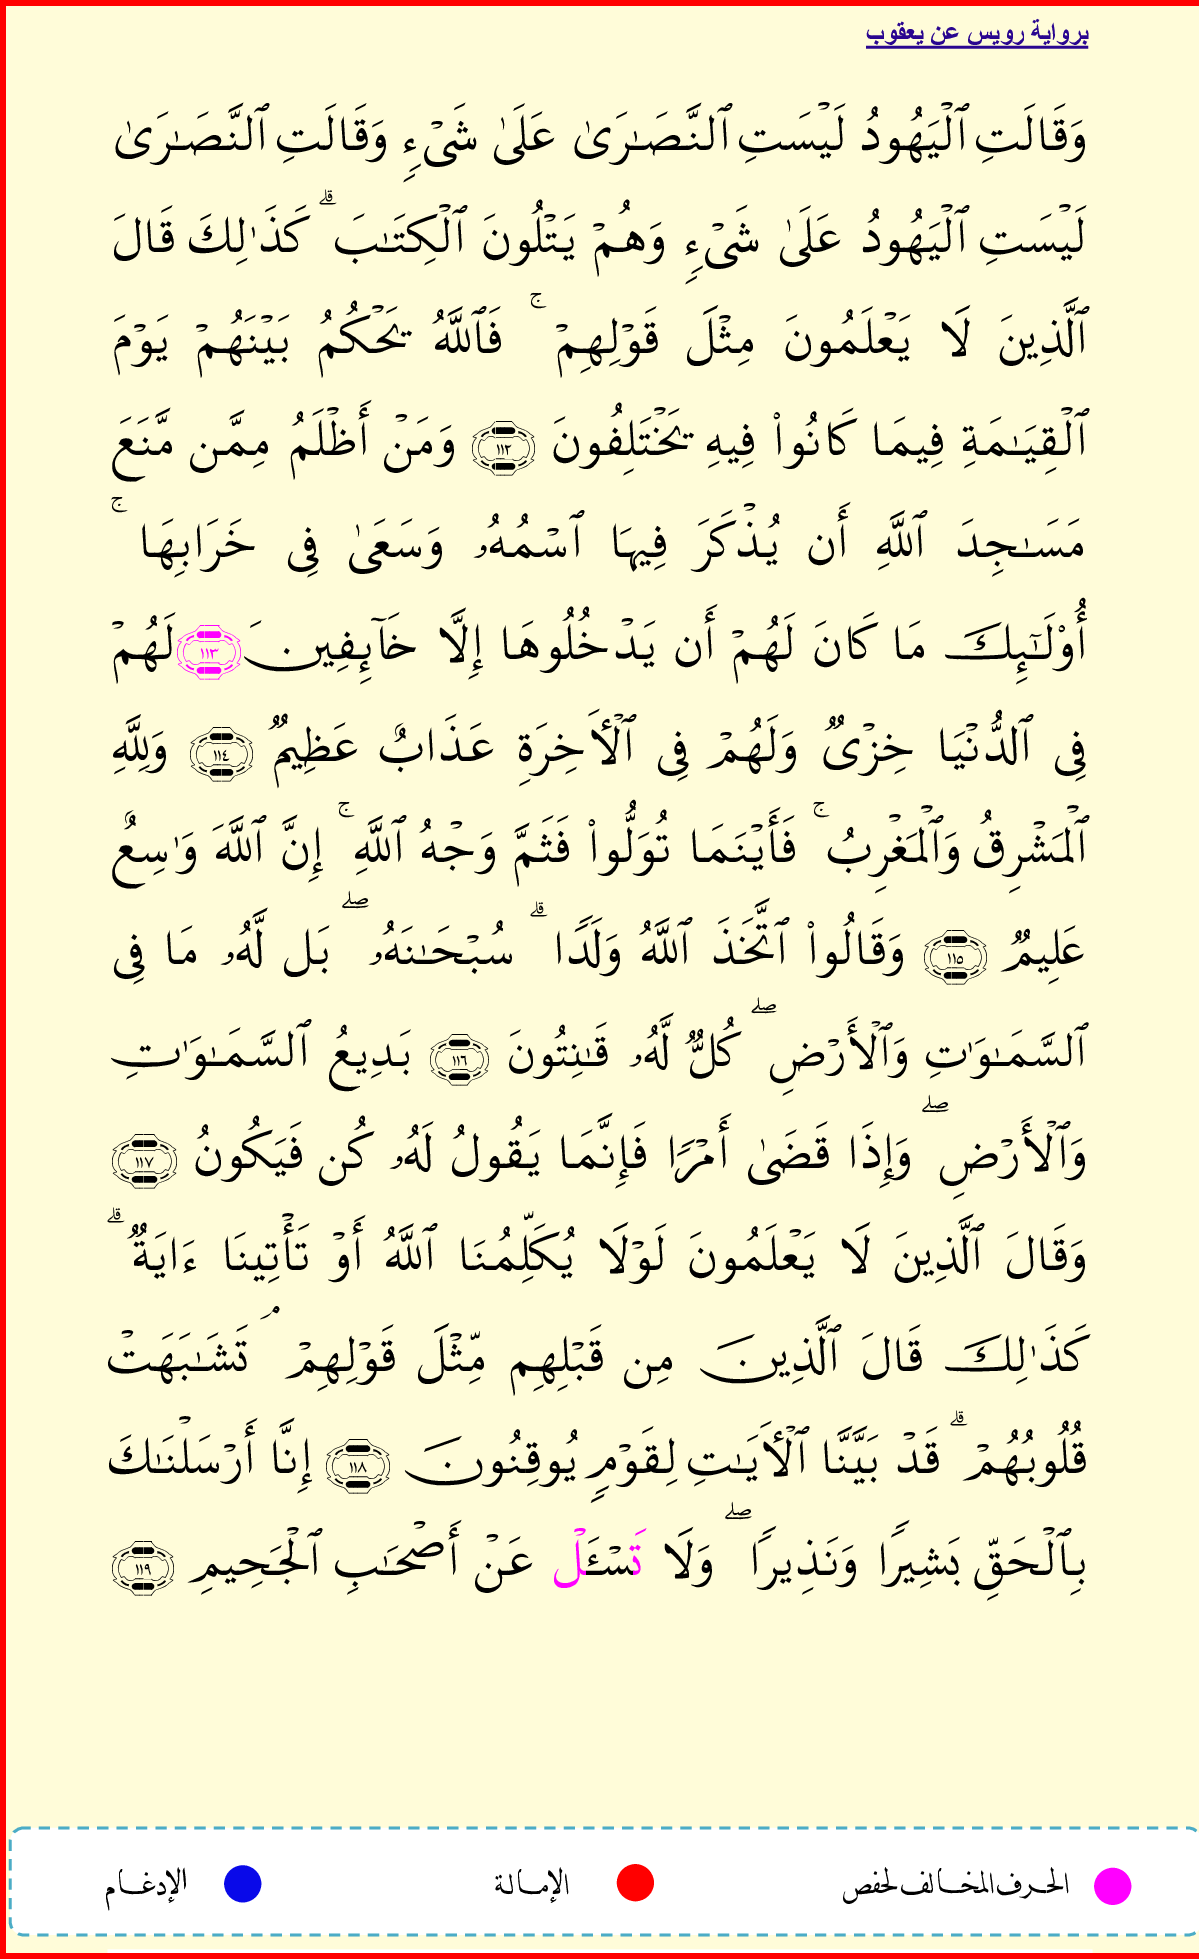 برواية رويس عن يعقوب
وَقَالَتِ ٱلۡيَهُودُ لَيۡسَتِ ٱلنَّصَـٰرَىٰ عَلَىٰ شَىۡءٍ وَقَالَتِ ٱلنَّصَـٰرَىٰ
لَيۡسَتِ ٱلۡيَهُودُ عَلَىٰ شَىۡءٍ وَهُمۡ يَتۡلُونَ ٱلۡكِتَـٰبَۗ كَذَٰلِكَ قَالَ
ٱلَّذِينَ لَا يَعۡلَمُونَ مِثۡلَ قَوۡلِهِمۡۚ فَٱللَّهُ يَحۡكُمُ بَيۡنَهُمۡ يَوۡمَ
ٱلۡقِيَـٰمَةِ فِيمَا كَانُواْ فِيهِ يَخۡتَلِفُونَ ١١٢ وَمَنۡ أَظۡلَمُ مِمَّن مَّنَعَ
مَسَـٰجِدَ ٱللَّهِ أَن يُذۡكَرَ فِيهَا ٱسۡمُهُۥ وَسَعَىٰ فِى خَرَابِهَاۚ
أُوْلَـٰٓئِكَ مَا كَانَ لَهُمۡ أَن يَدۡخُلُوهَا إِلَّا خَآئِفِينَ ١١٣ لَهُمۡ
فِى ٱلدُّنۡيَا خِزۡىٌ وَلَهُمۡ فِى ٱلۡأَخِرَةِ عَذَابٌ عَظِيمٌ ١١٤ وَلِلَّهِ
ٱلۡمَشۡرِقُ وَٱلۡمَغۡرِبُۚ فَأَيۡنَمَا تُوَلُّواْ فَثَمَّ وَجۡهُ ٱللَّهِۚ إِنَّ ٱللَّهَ وَٰسِعٌ
عَلِيمٌ ١١٥ وَقَالُواْ ٱتَّخَذَ ٱللَّهُ وَلَدًاۗ سُبۡحَـٰنَهُۥۖ بَل لَّهُۥ مَا فِى
ٱلسَّمَـٰوَٰتِ وَٱلۡأَرۡضِۖ كُلٌّ لَّهُۥ قَـٰنِتُونَ ١١٦ بَدِيعُ ٱلسَّمَـٰوَٰتِ
وَٱلۡأَرۡضِۖ وَإِذَا قَضَىٰ أَمۡرًا فَإِنَّمَا يَقُولُ لَهُۥ كُن فَيَكُونُ ١١٧
وَقَالَ ٱلَّذِينَ لَا يَعۡلَمُونَ لَوۡلَا يُكَلِّمُنَا ٱللَّهُ أَوۡ تَأۡتِينَا ءَايَةٌۗ
كَذَٰلِكَ قَالَ ٱلَّذِينَ مِن قَبۡلِهِم مِّثۡلَ قَوۡلِهِمۡۘ تَشَـٰبَهَتۡ
قُلُوبُهُمۡۗ قَدۡ بَيَّنَّا ٱلۡأَيَـٰتِ لِقَوۡمٍ يُوقِنُونَ ١١٨ إِنَّا أَرۡسَلۡنَـٰكَ
بِٱلۡحَقِّ بَشِيرًا وَنَذِيرًاۖ وَلَا تَسۡـَٔلۡ عَنۡ أَصۡحَـٰبِ ٱلۡجَحِيمِ ١١٩
الحرف المخالف لحفص الإمالة الإدغام